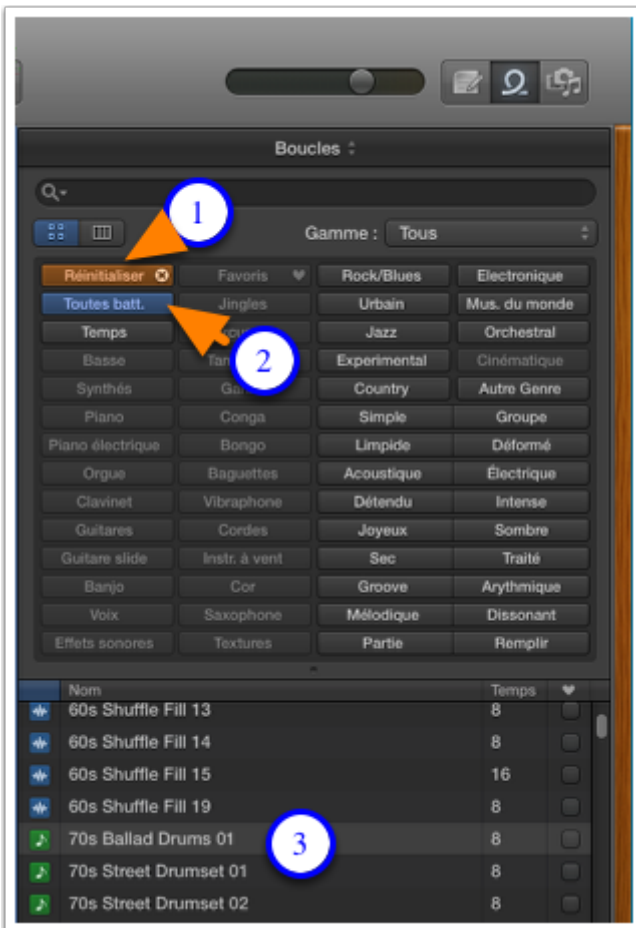 Boucles
1
Gamme : Tous
Réinitialiser Favoris Rock/Blues Electronique
Toutes batt. Jingles Urbain Mus. du monde
Temps Jazz Orchestral
2
Basse Experimental Cinématique
Synthés Country Autre Genre
Piano Conga Simple Groupe
Piano électrique Bongo Limpide Déformé
Orgue Baguettes Acoustique Électrique
Clavinet Vibraphone Détendu Intense
Guitares Cordes Joyeux Sombre
Guitare slide Instr. à vent Sec Traité
Banjo Cor Groove Arythmique
Voix Saxophone Mélodique Dissonant
Effets sonores Textures Partie Remplir
Nom Temps
60s Shuffle Fill 13 8
60s Shuffle Fill 14 8
60s Shuffle Fill 15 16
60s Shuffle Fill 19 8
70s Ballad Drums 01 3 8
70s Street Drumset 01 8
70s Street Drumset 02 8